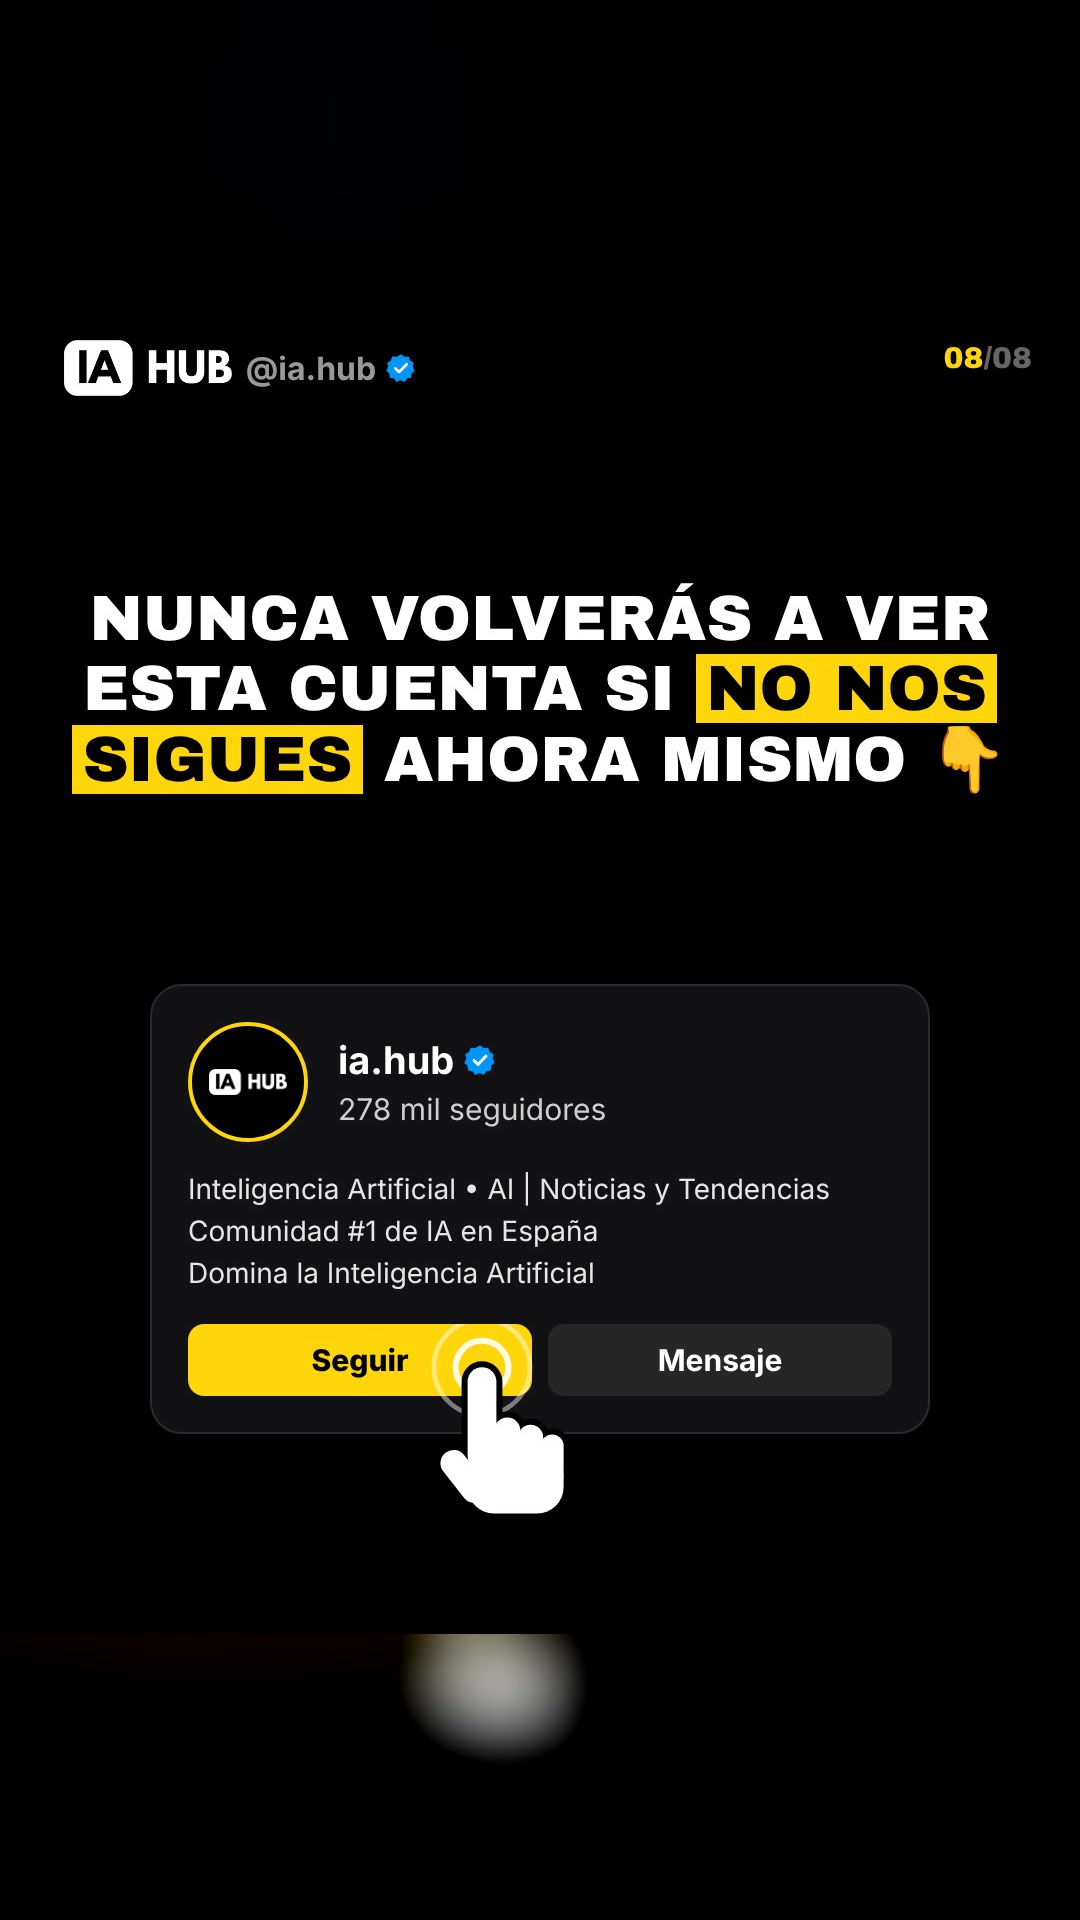 IA HUB @ia.hub
08/08
NUNCA VOLVERÁS A VER
ESTA CUENTA SI NO NOS
SIGUES AHORA MISMO 👇
IA HUB
ia.hub
278 mil seguidores
Inteligencia Artificial • AI | Noticias y Tendencias
Comunidad #1 de IA en España
Domina la Inteligencia Artificial
Seguir
Mensaje